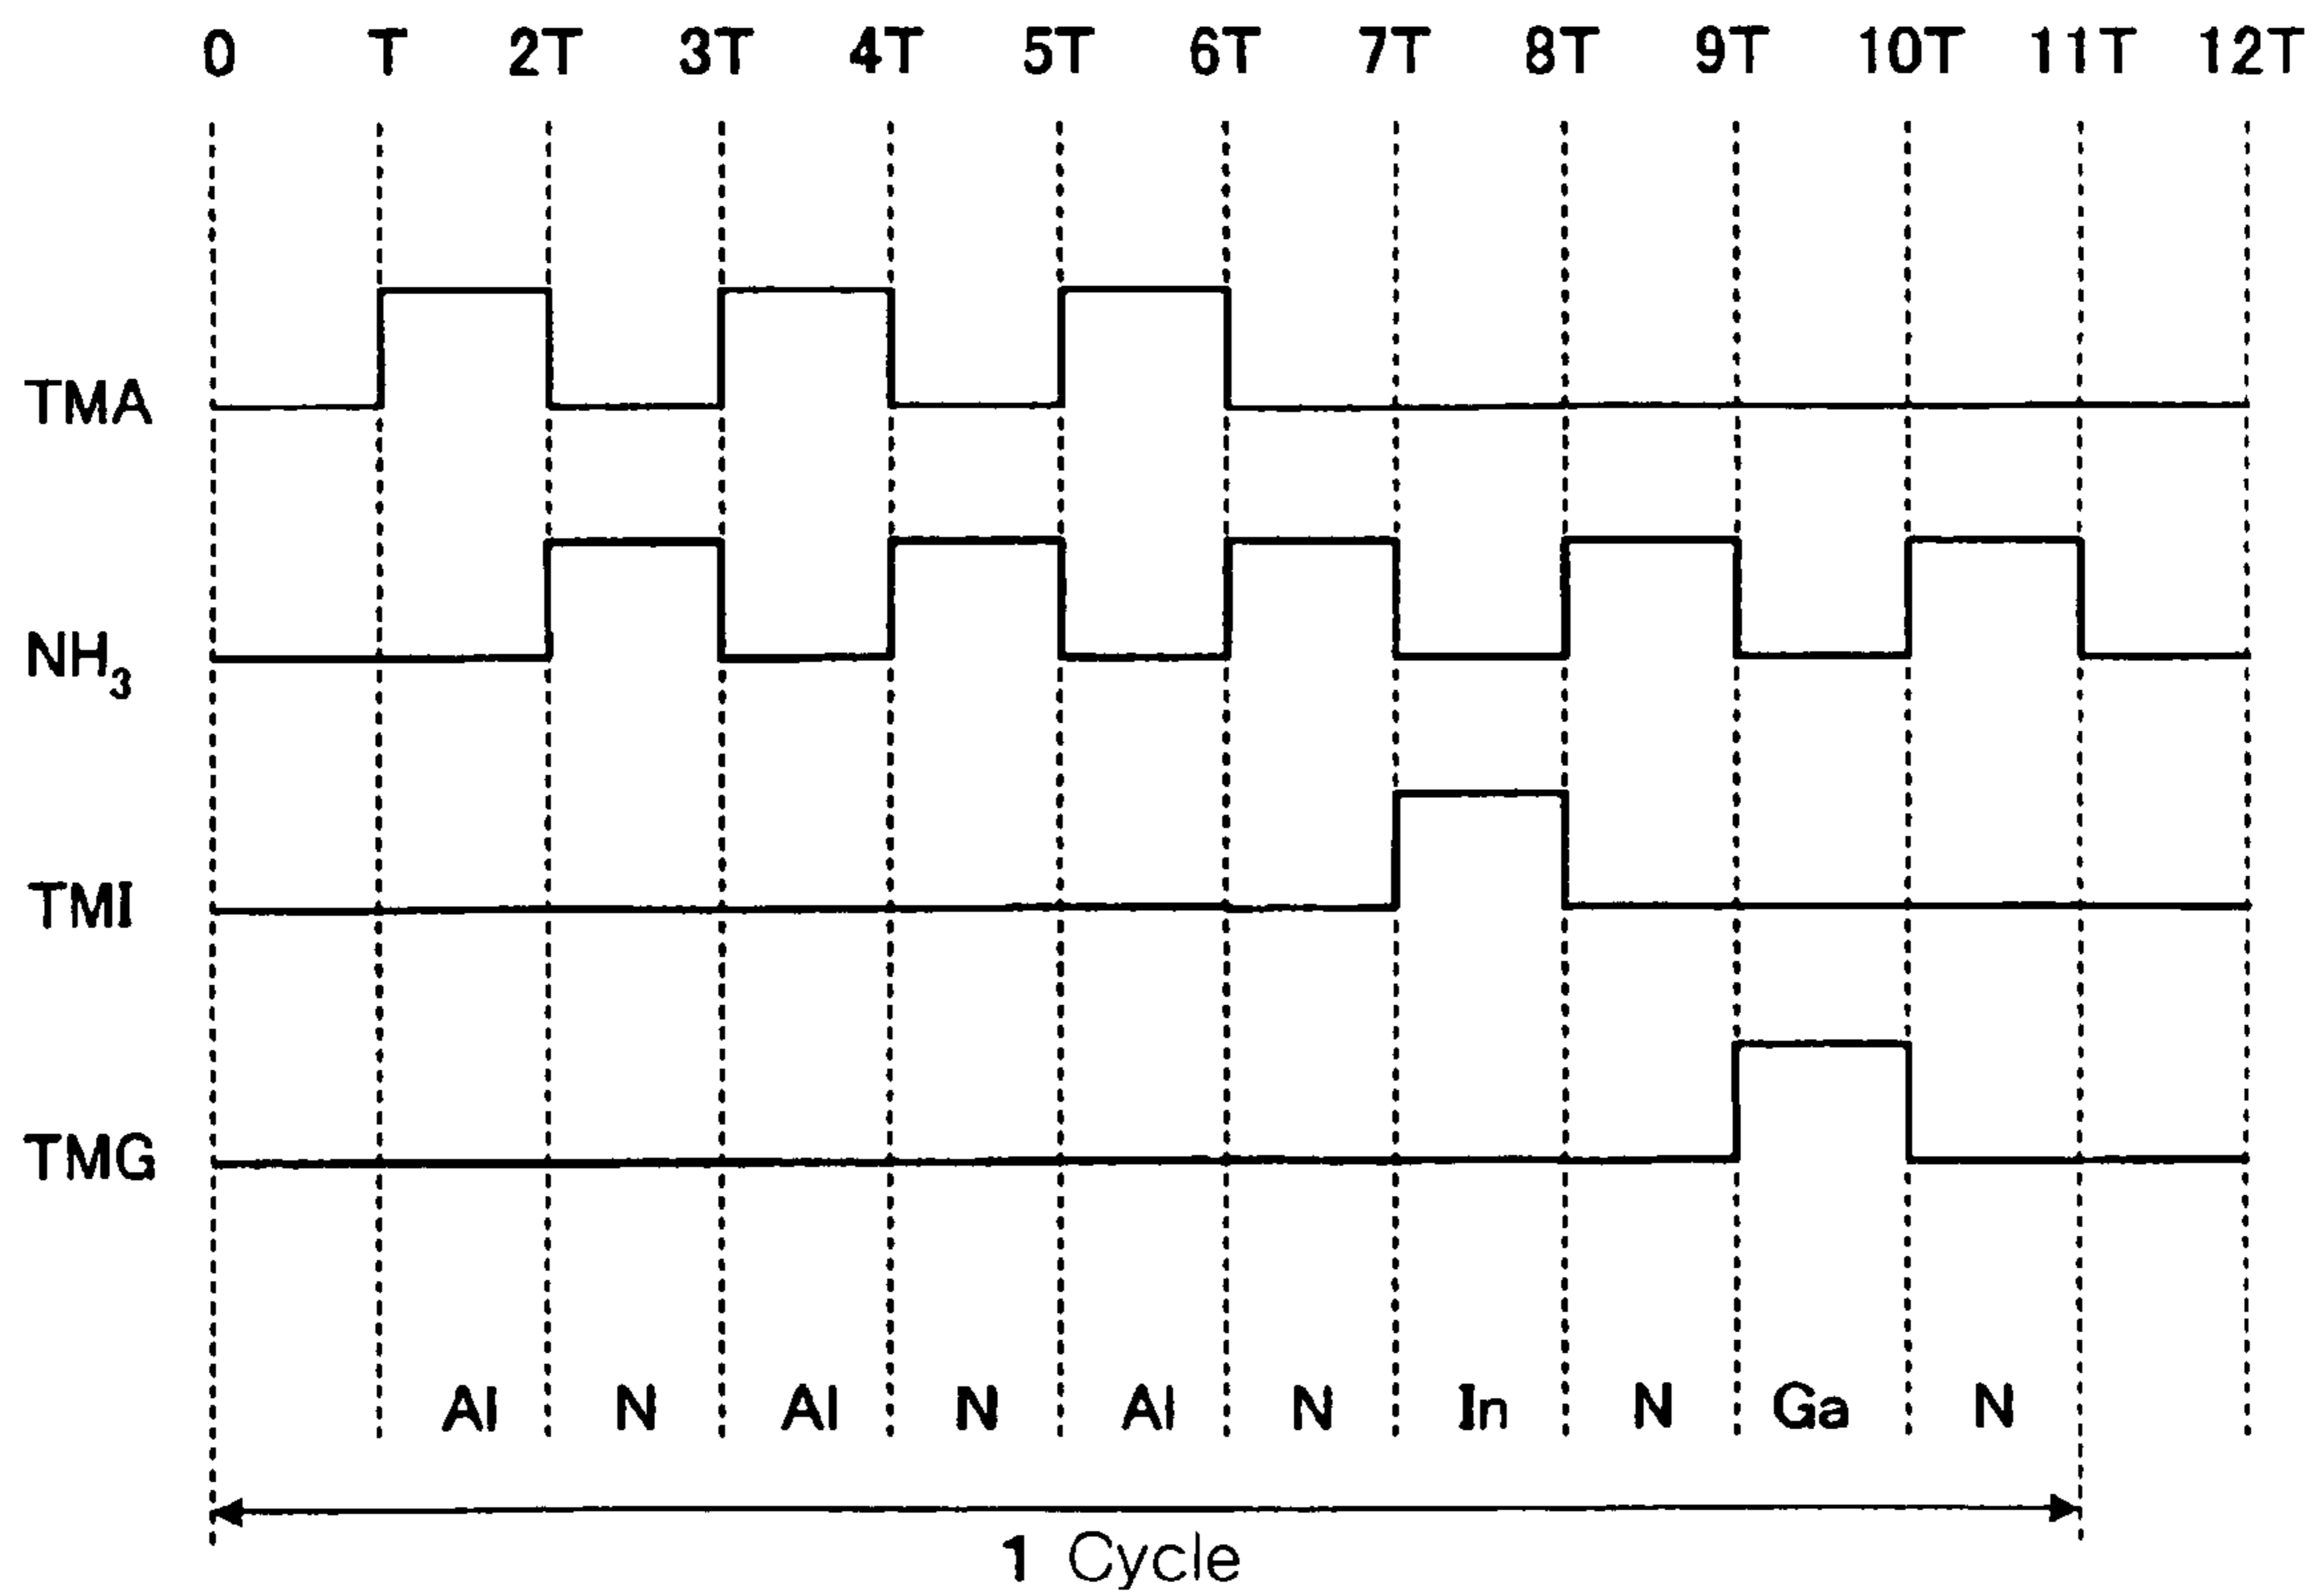 0 T 2T 3T 4T 5T 6T 7T 8T 9T 10T 11T 12T
TMA
NH₃
TMI
TMG
Al N Al N Al N In N Ga N
1 Cycle